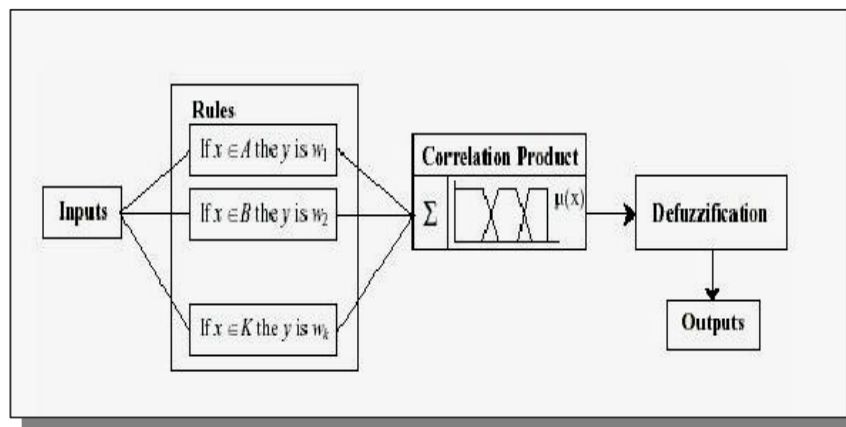 Rules
If x ∈ A the y is w₁
Correlation Product
Inputs
If x ∈ B the y is w₂
Σ
μ(x)
Defuzzification
If x ∈ K the y is wₖ
Outputs